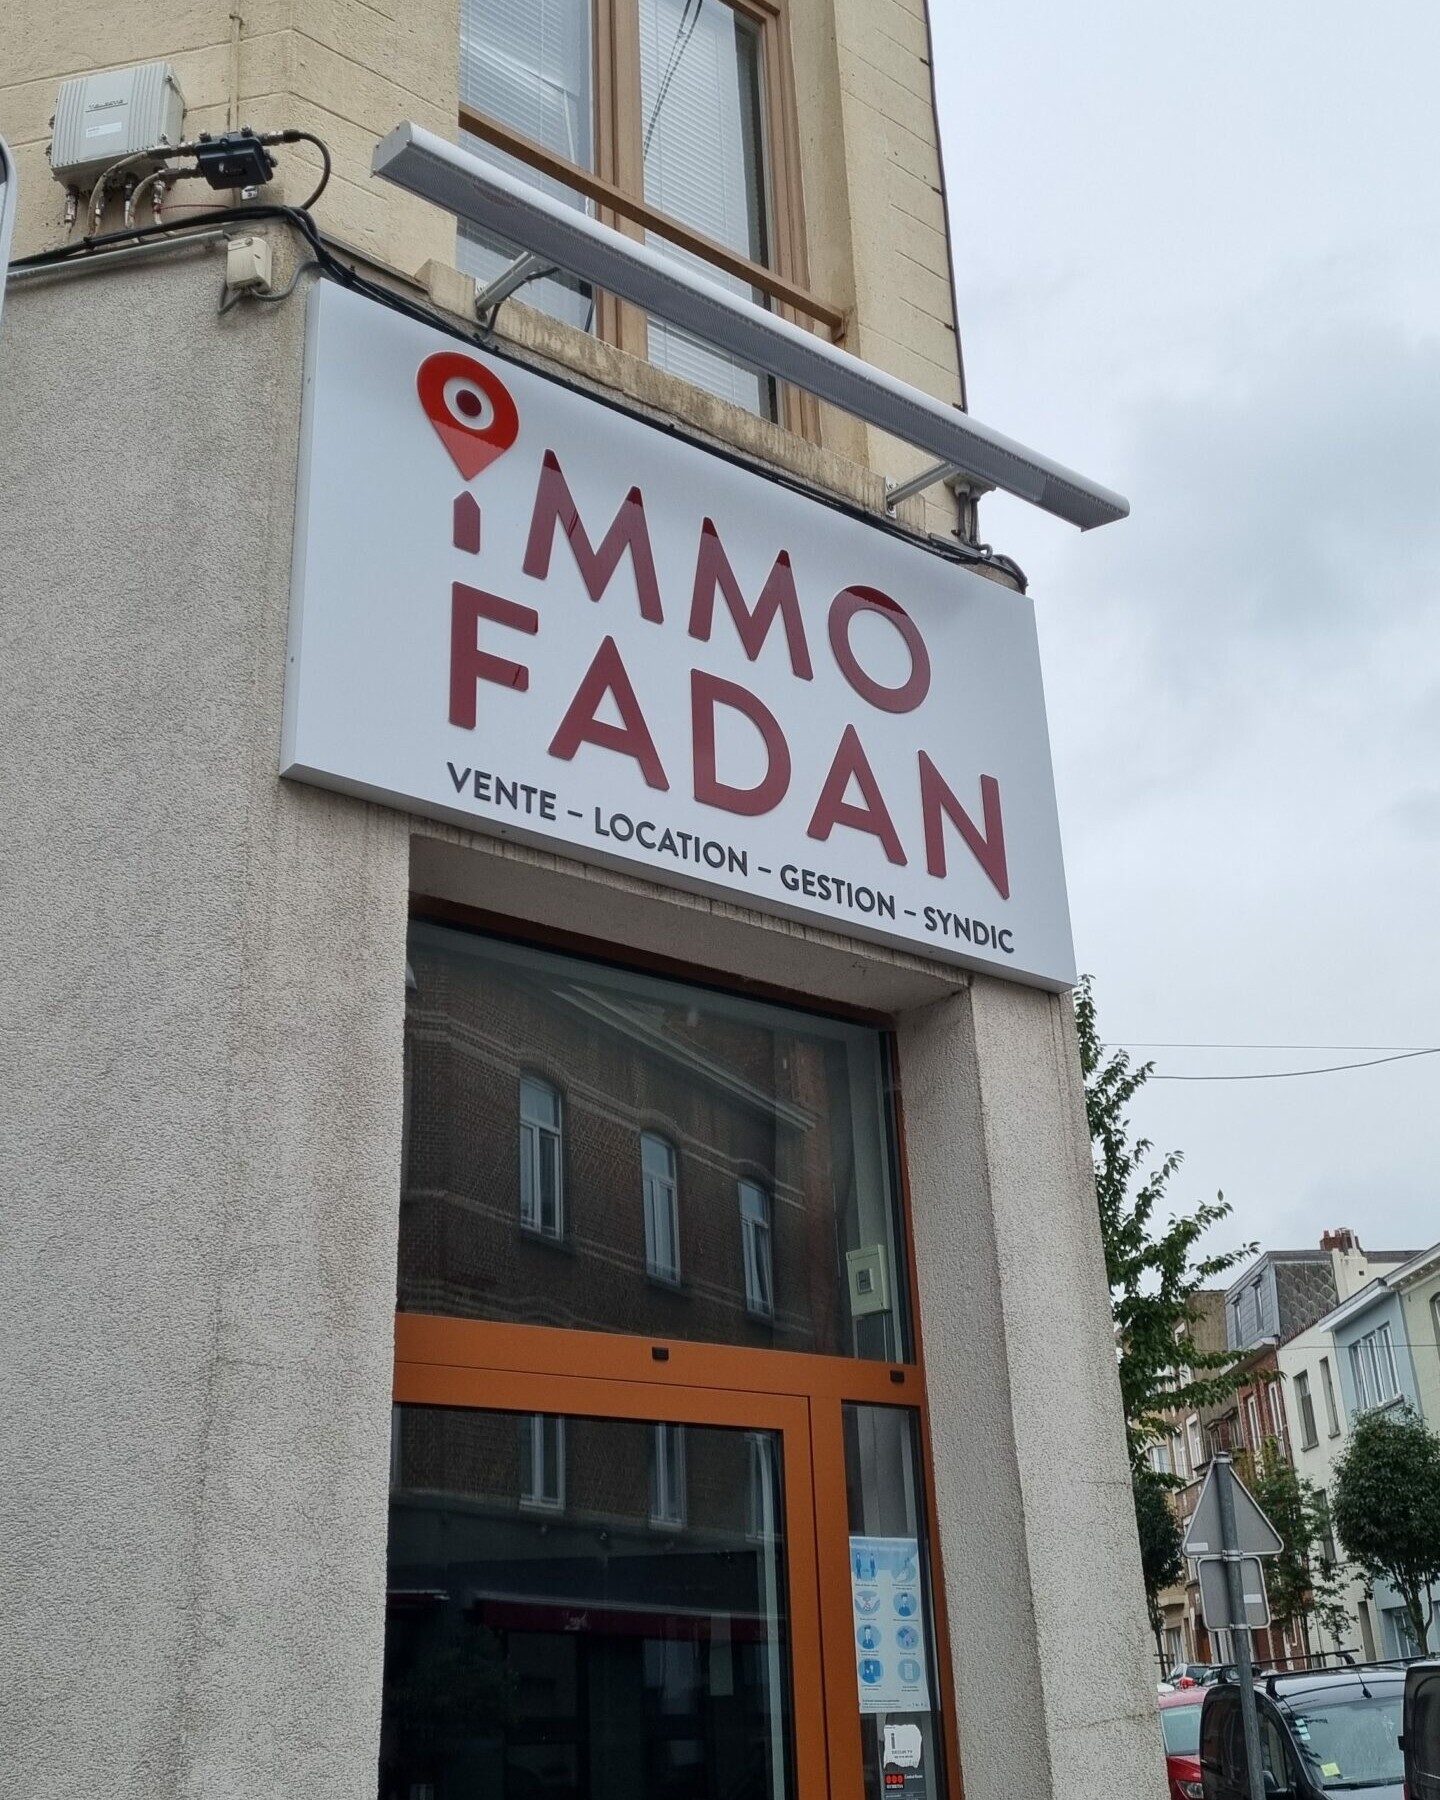 iMMO
FADAN
VENTE – LOCATION – GESTION – SYNDIC